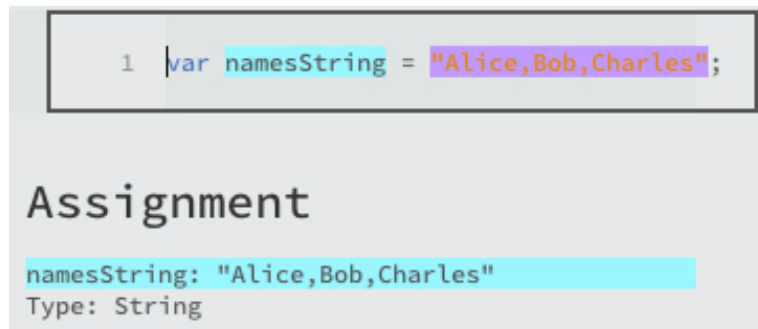 1 var namesString = "Alice,Bob,Charles";
Assignment
namesString: "Alice,Bob,Charles"
Type: String